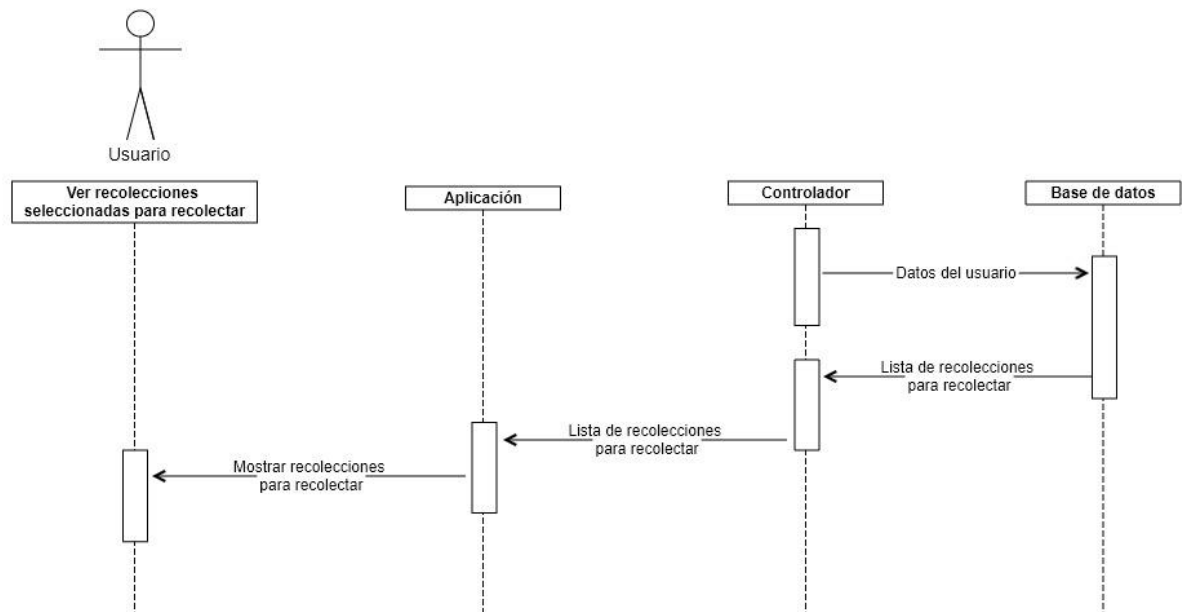 Usuario
Ver recolecciones
seleccionadas para recolectar
Aplicación
Controlador
Base de datos
Datos del usuario
Lista de recolecciones
para recolectar
Lista de recolecciones
para recolectar
Mostrar recolecciones
para recolectar